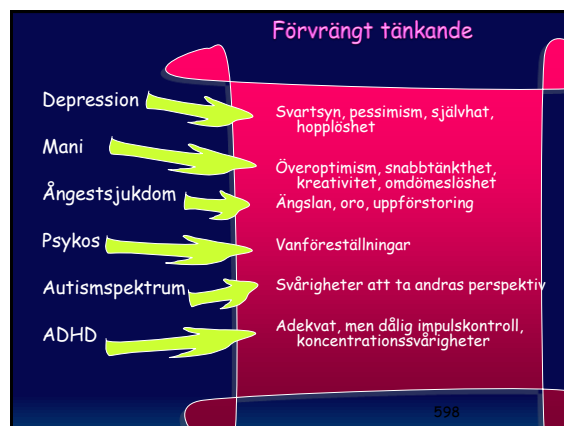 Förvrängt tänkande
Depression
Svartsyn, pessimism, självhat,
hopplöshet
Mani
Överoptimism, snabbtänkthet,
kreativitet, omdömeslöshet
Ångestsjukdom
Ängslan, oro, uppförstoring
Psykos
Vanföreställningar
Autismspektrum
Svårigheter att ta andras perspektiv
ADHD
Adekvat, men dålig impulskontroll,
koncentrationssvårigheter
598